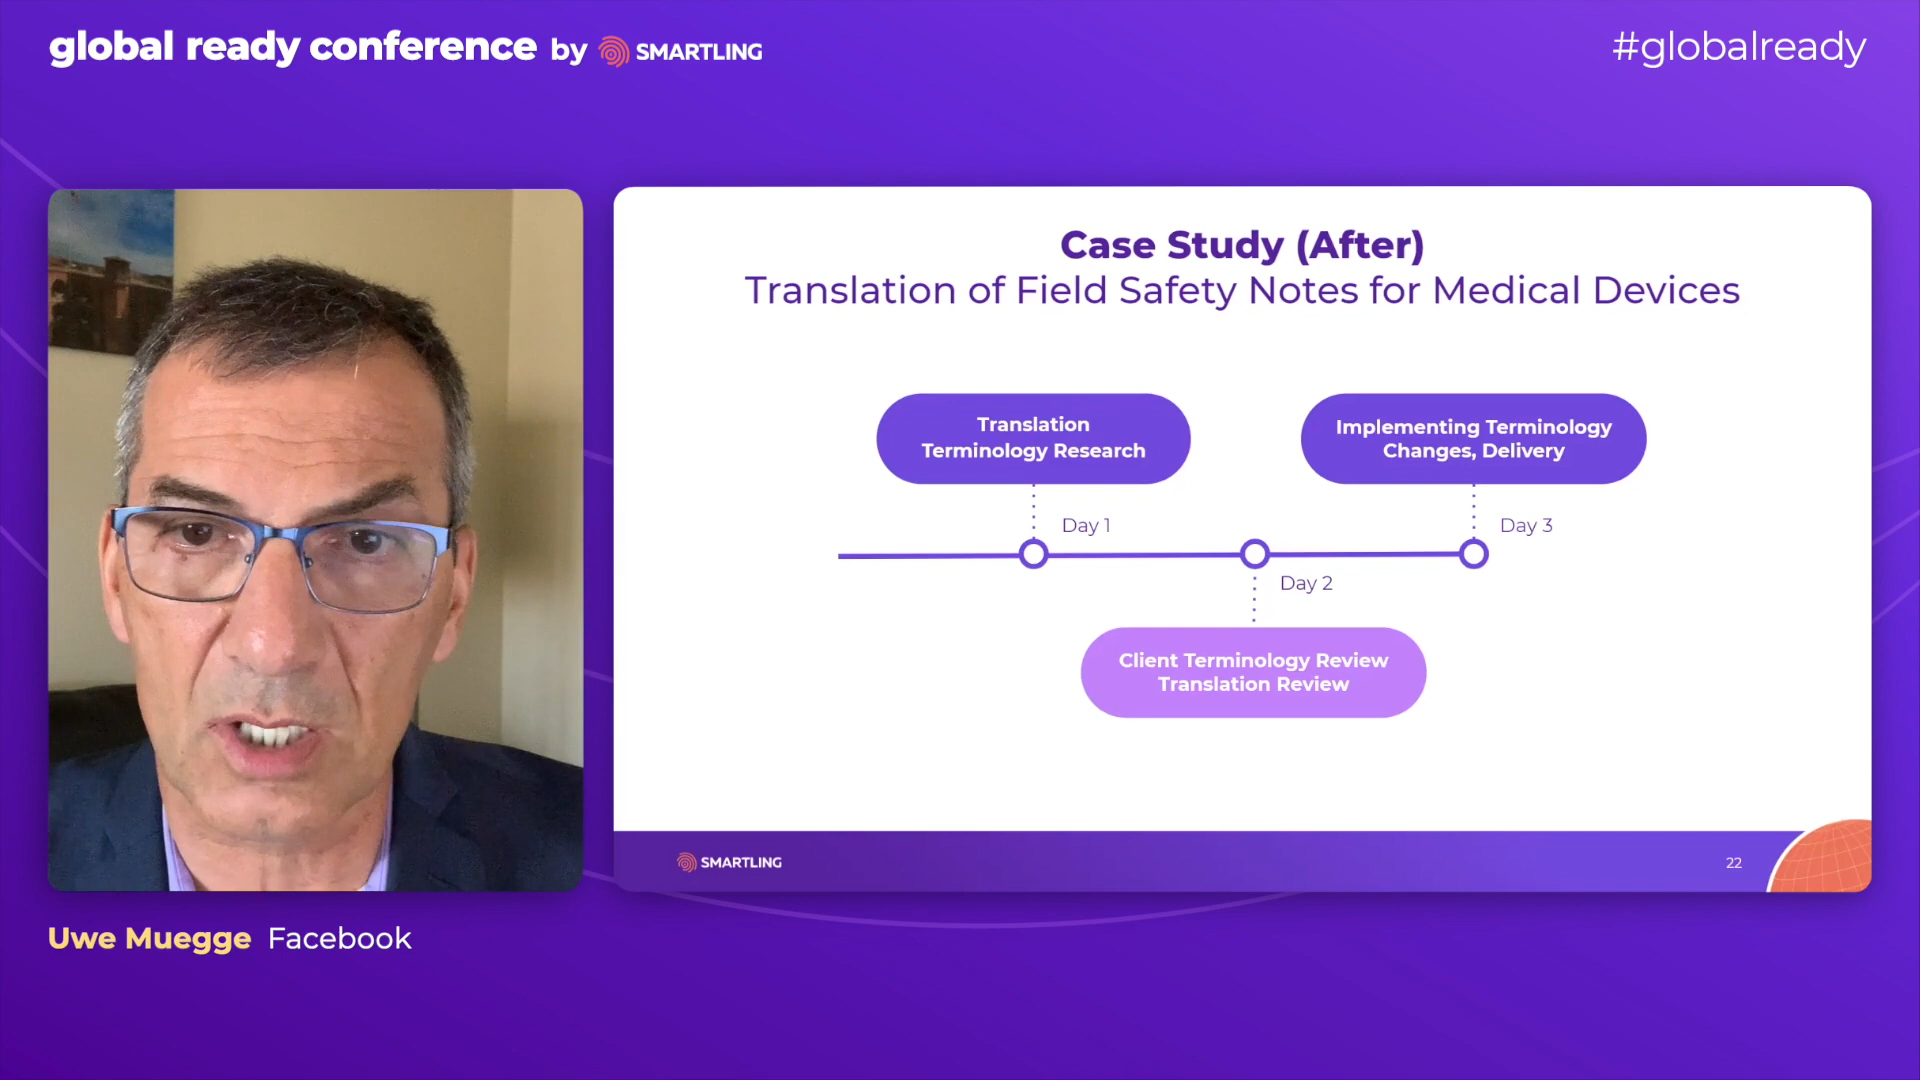 global ready conference by SMARTLING
#globalready
Case Study (After)
Translation of Field Safety Notes for Medical Devices
Translation
Terminology Research
Implementing Terminology
Changes, Delivery
Day 1
Day 3
Day 2
Client Terminology Review
Translation Review
SMARTLING
22
Uwe Muegge Facebook